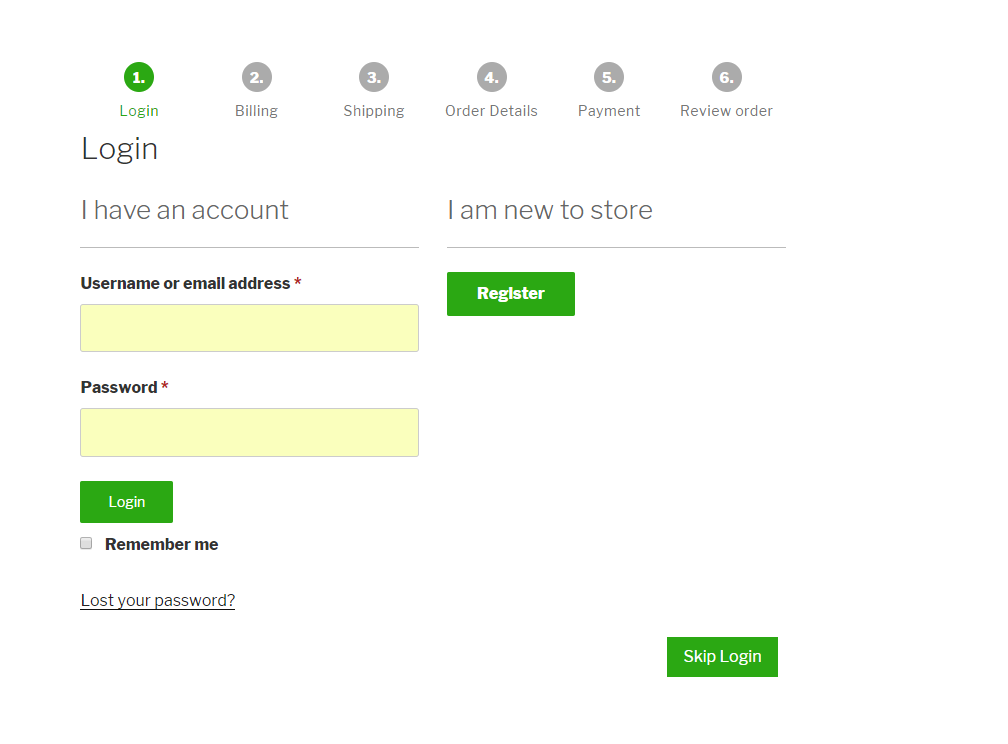 1. 2. 3. 4. 5. 6.
Login Billing Shipping Order Details Payment Review order
Login
I have an account
Username or email address *
Password *
Login
Remember me
Lost your password?
I am new to store
Register
Skip Login